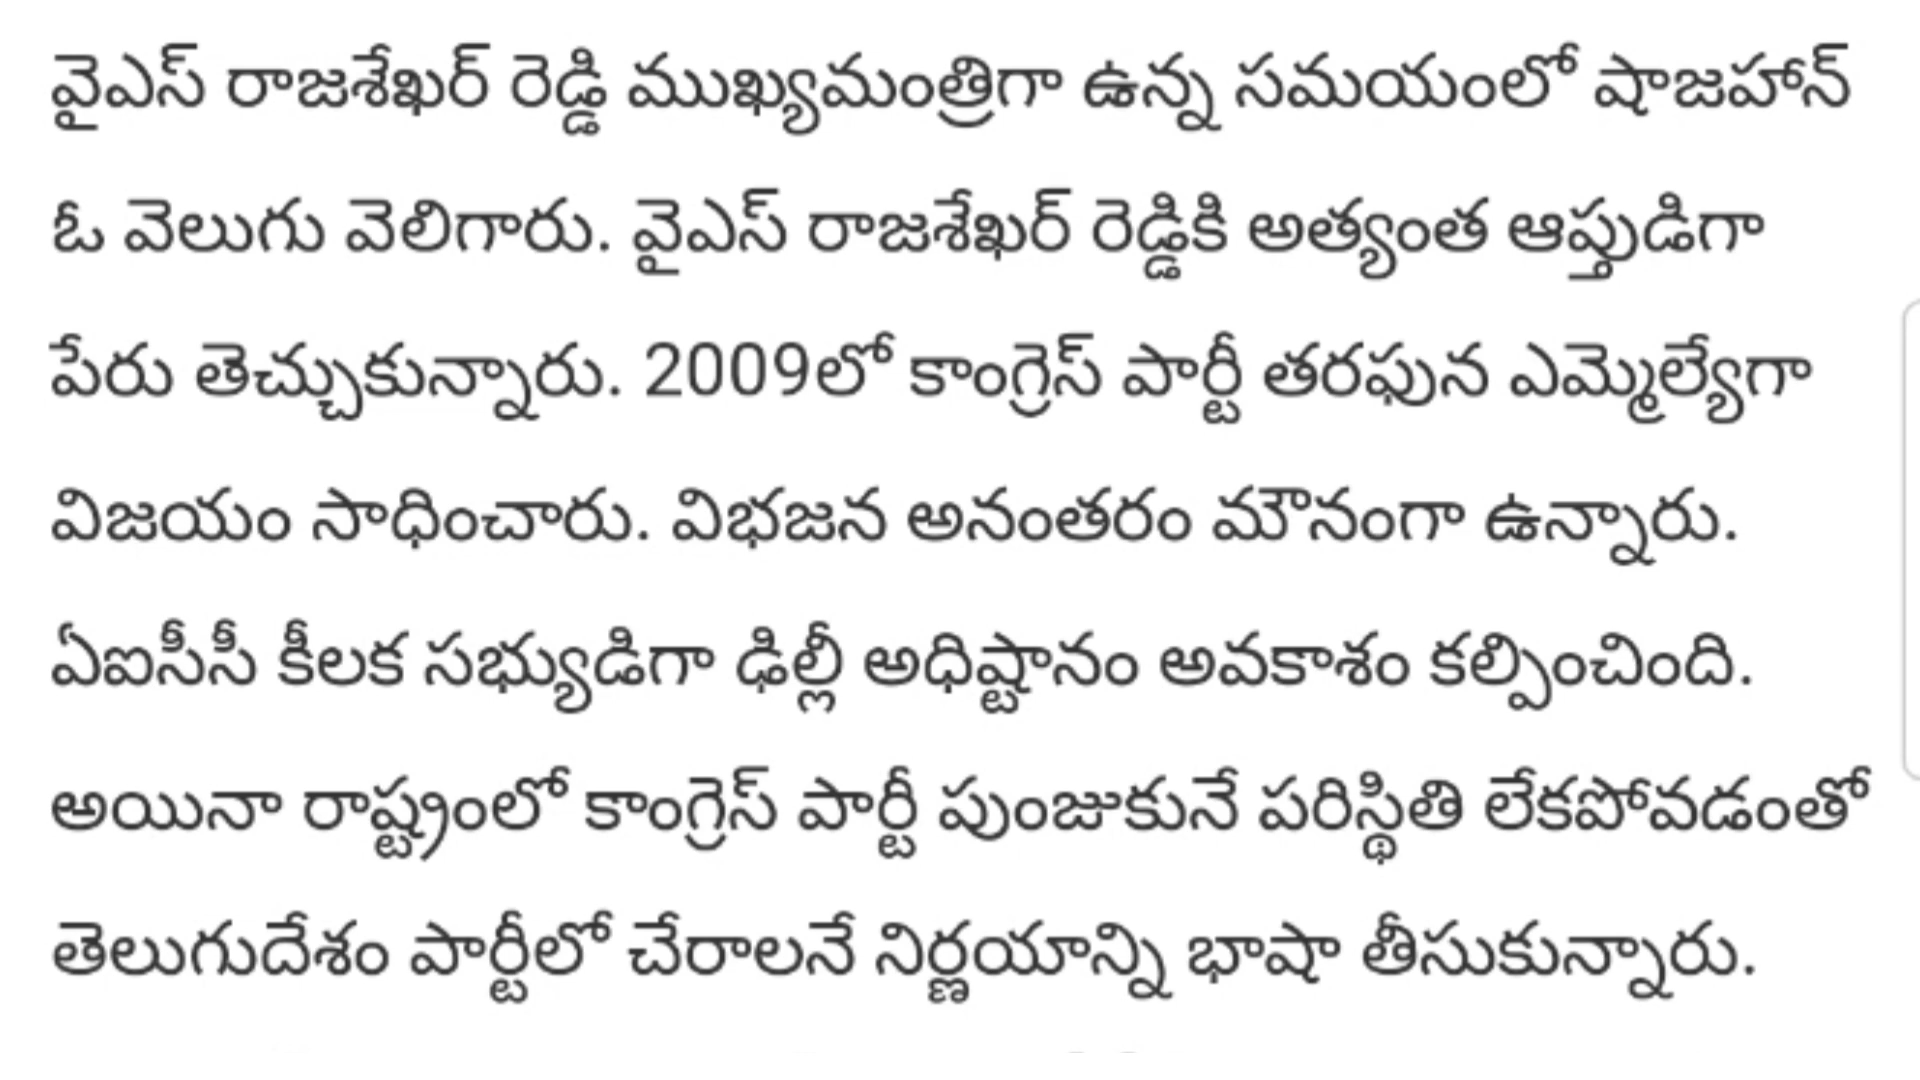 వైఎస్ రాజశేఖర్ రెడ్డి ముఖ్యమంత్రిగా ఉన్న సమయంలో షాజహాన్
ఓ వెలుగు వెలిగారు. వైఎస్ రాజశేఖర్ రెడ్డికి అత్యంత ఆప్తుడిగా
పేరు తెచ్చుకున్నారు. 2009లో కాంగ్రెస్ పార్టీ తరఫున ఎమ్మెల్యేగా
విజయం సాధించారు. విభజన అనంతరం మౌనంగా ఉన్నారు.
ఏఐసీసీ కీలక సభ్యుడిగా ఢిల్లీ అధిష్టానం అవకాశం కల్పించింది.
అయినా రాష్ట్రంలో కాంగ్రెస్ పార్టీ పుంజుకునే పరిస్థితి లేకపోవడంతో
తెలుగుదేశం పార్టీలో చేరాలనే నిర్ణయాన్ని భాషా తీసుకున్నారు.